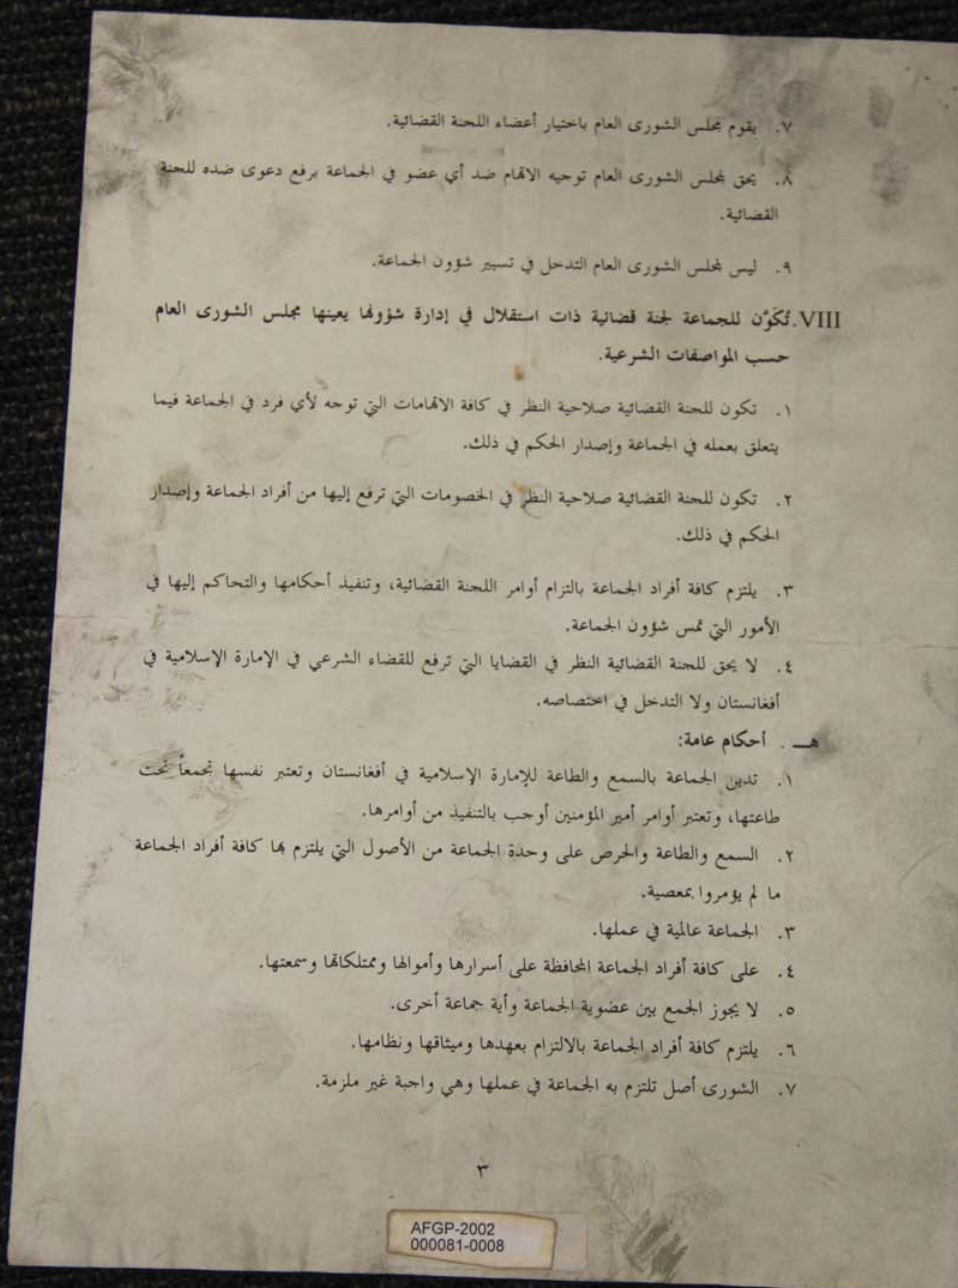 ٧. يقوم مجلس الشورى العام باختيار أعضاء اللجنة القضائية.
٨. يحق لمجلس الشورى العام توجيه الاتهام ضد أي عضو في الجماعة برفع دعوى ضده للجنة
القضائية.
٩. ليس لمجلس الشورى العام التدخل في تسيير شؤون الجماعة.
VIII. تُكَوَّن للجماعة لجنة قضائية ذات استقلال في إدارة شؤونها يعينها مجلس الشورى العام
حسب المواصفات الشرعية.
١. تكون للجنة القضائية صلاحية النظر في كافة الاتهامات التي توجه لأي فرد في الجماعة فيما
يتعلق بعمله في الجماعة وإصدار الحكم في ذلك.
٢. تكون للجنة القضائية صلاحية النظر في الخصومات التي ترفع إليها من أفراد الجماعة وإصدار
الحكم في ذلك.
٣. يلتزم كافة أفراد الجماعة بالتزام أوامر اللجنة القضائية، وتنفيذ أحكامها والتحاكم إليها في
الأمور التي تمس شؤون الجماعة.
٤. لا يحق للجنة القضائية النظر في القضايا التي ترفع للقضاء الشرعي في الإمارة الإسلامية في
أفغانستان ولا التدخل في اختصاصه.
هـ . أحكام عامة:
١. تدين الجماعة بالسمع والطاعة للإمارة الإسلامية في أفغانستان وتعتبر نفسها تجمعاً تحت
طاعتها، وتعتبر أوامر أمير المؤمنين أوجب بالتنفيذ من أوامرها.
٢. السمع والطاعة والحرص على وحدة الجماعة من الأصول التي يلتزم بها كافة أفراد الجماعة
ما لم يؤمروا بمعصية.
٣. الجماعة عالمية في عملها.
٤. على كافة أفراد الجماعة المحافظة على أسرارها وأموالها وممتلكاتها وسمعتها.
٥. لا يجوز الجمع بين عضوية الجماعة وأية جماعة أخرى.
٦. يلتزم كافة أفراد الجماعة بالالتزام بعهدها وميثاقها ونظامها.
٧. الشورى أصل تلتزم به الجماعة في عملها وهي واجبة غير ملزمة.
٣
AFGP-2002
000081-0008